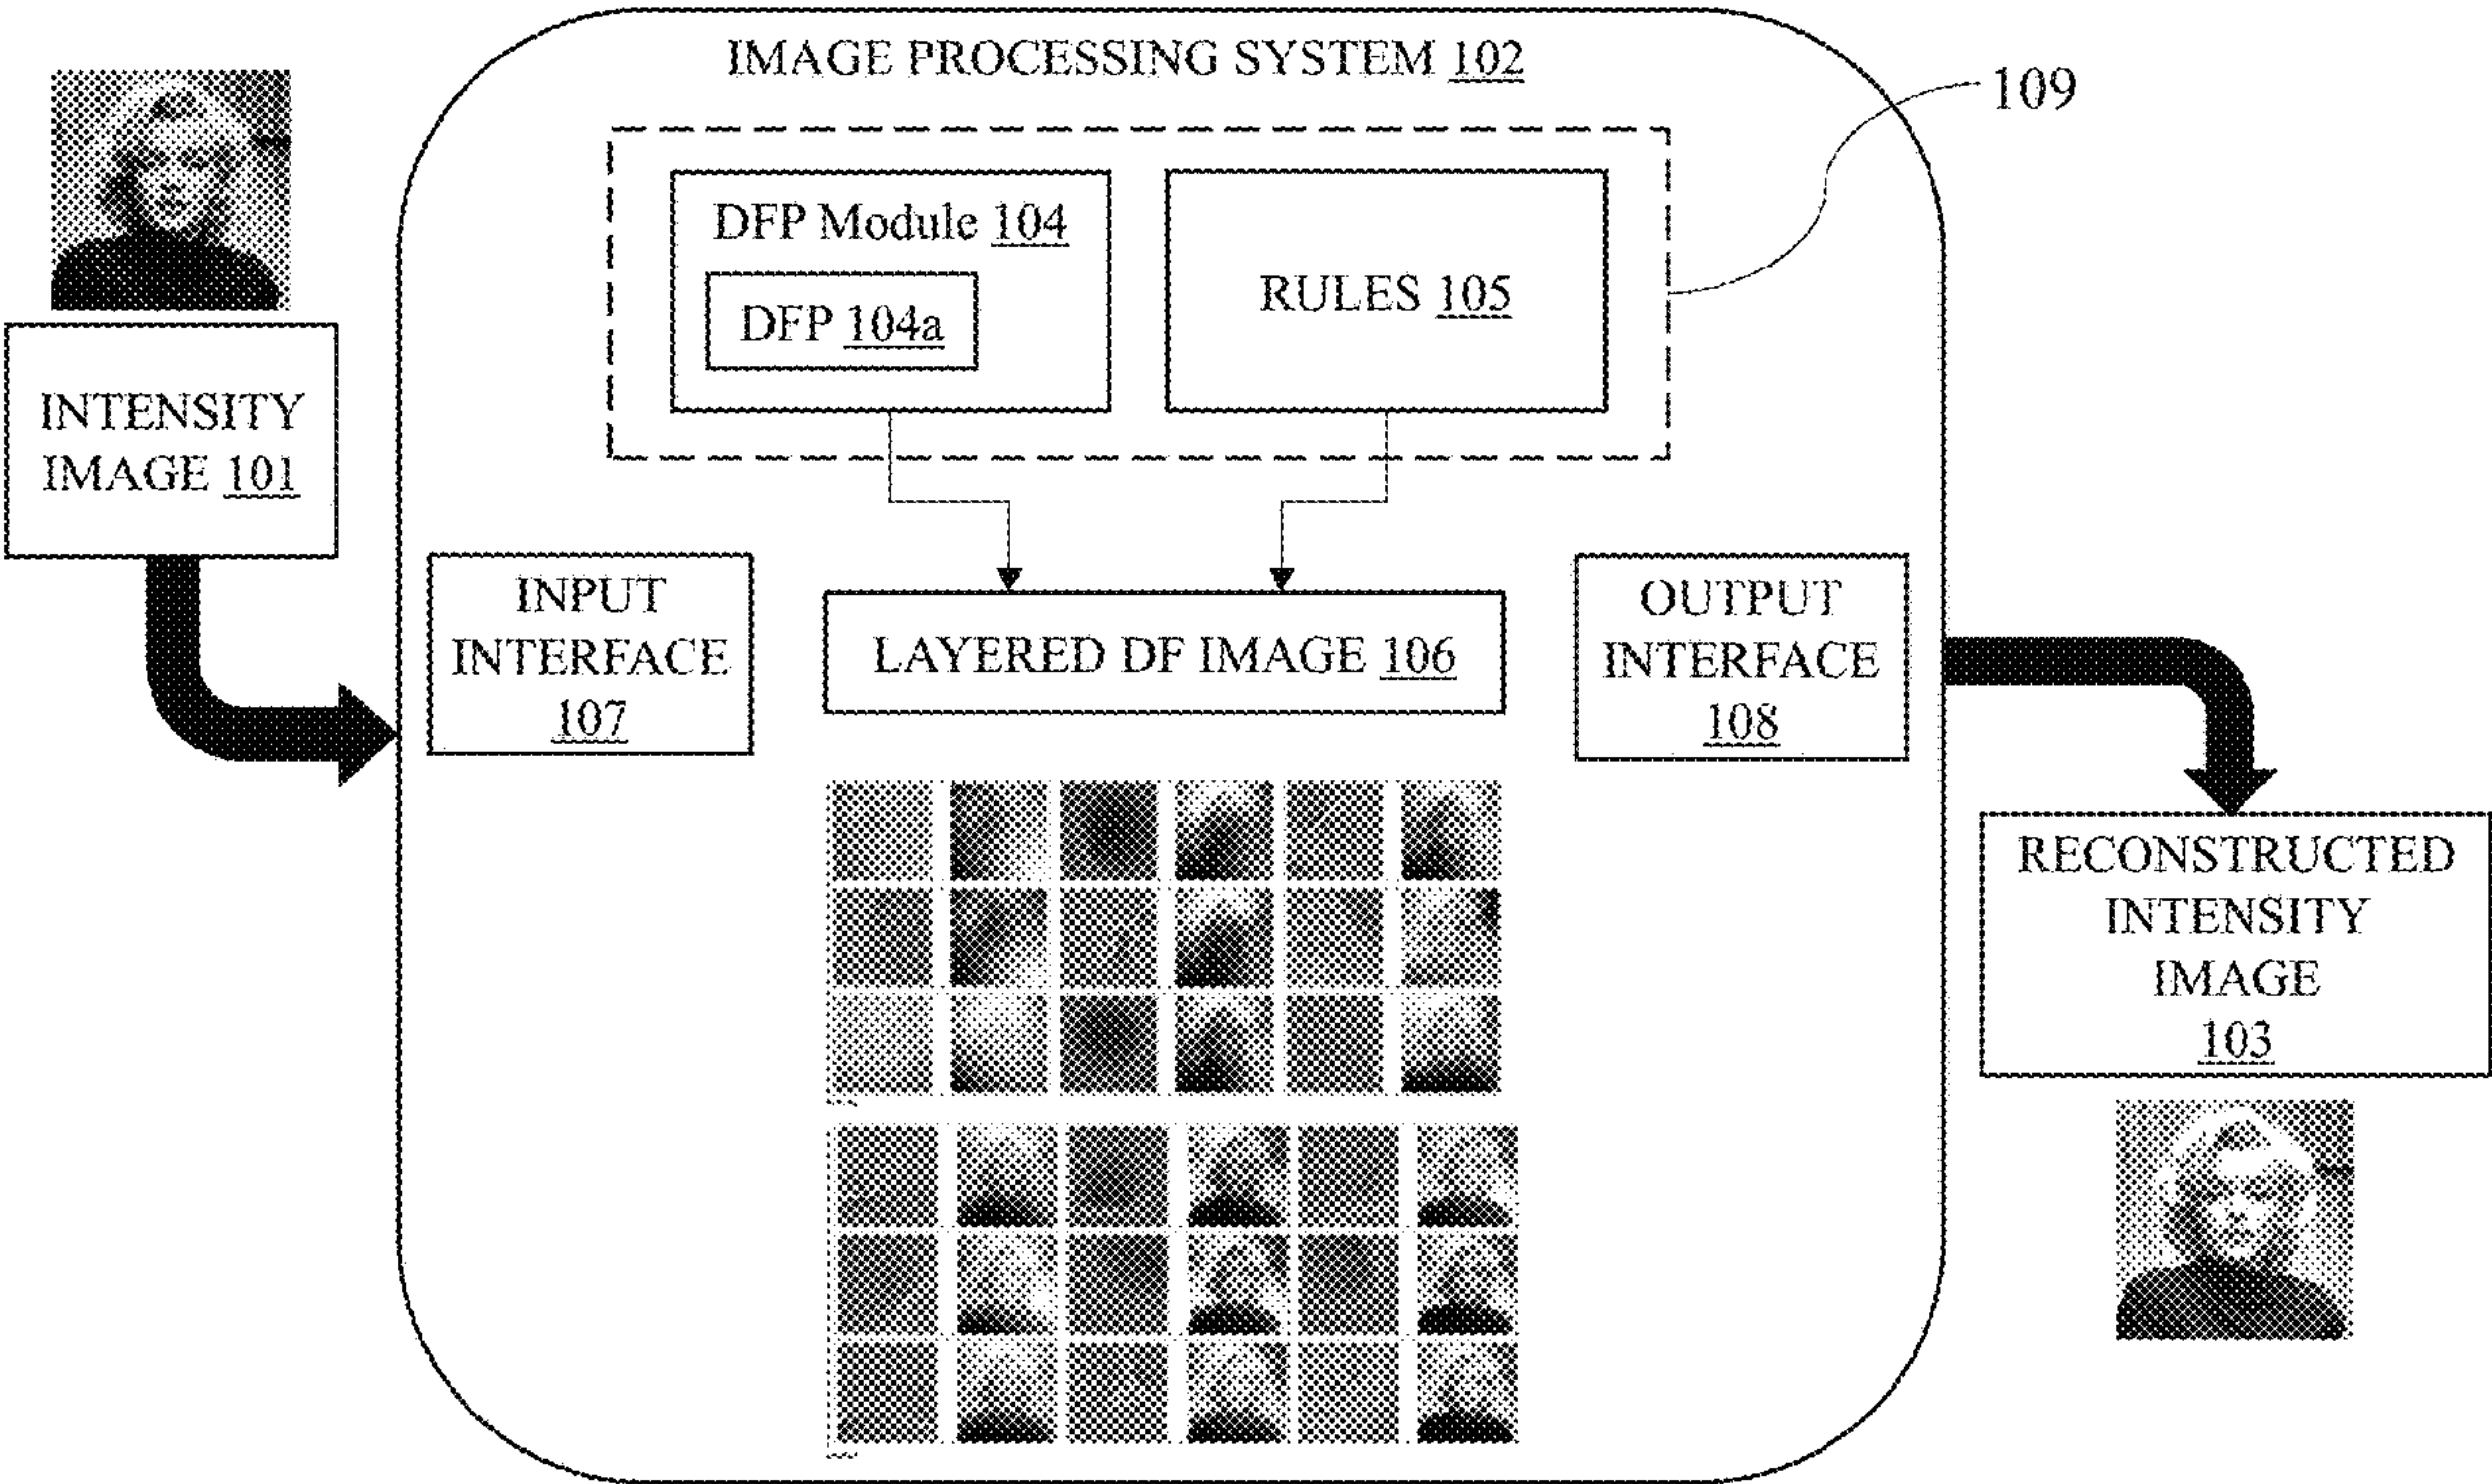 IMAGE PROCESSING SYSTEM 102
109
DFP Module 104
DFP 104a
RULES 105
INTENSITY
IMAGE 101
INPUT
INTERFACE
107
LAYERED DF IMAGE 106
OUTPUT
INTERFACE
108
RECONSTRUCTED
INTENSITY
IMAGE
103